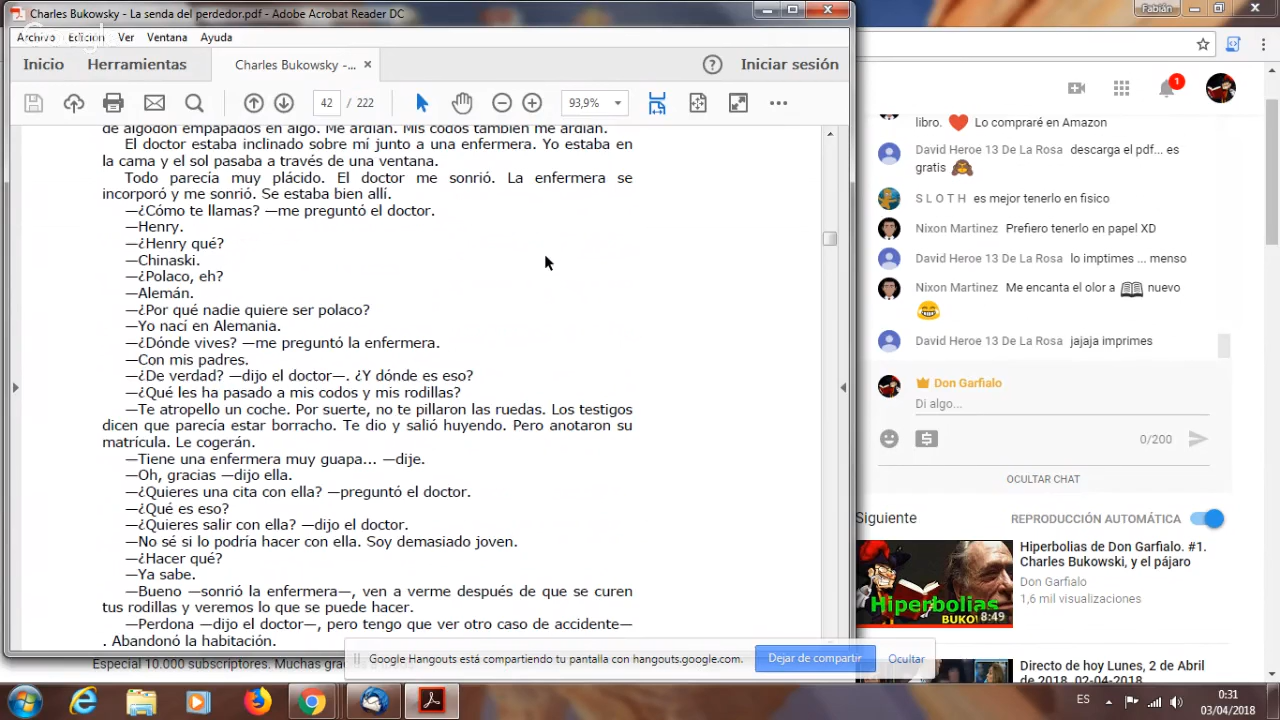 Charles Bukowsky - La senda del perdedor.pdf - Adobe Acrobat Reader DC
Fabián
Google
Archivo Edición Ver Ventana Ayuda
Inicio Herramientas Charles Bukowsky -... Iniciar sesión
42 / 222 93,9%
de algodón empapados en algo. Me ardían. Mis codos también me ardían.
El doctor estaba inclinado sobre mí junto a una enfermera. Yo estaba en
la cama y el sol pasaba a través de una ventana.
Todo parecía muy plácido. El doctor me sonrió. La enfermera se
incorporó y me sonrió. Se estaba bien allí.
—¿Cómo te llamas? —me preguntó el doctor.
—Henry.
—¿Henry qué?
—Chinaski.
—¿Polaco, eh?
—Alemán.
—¿Por qué nadie quiere ser polaco?
—Yo nací en Alemania.
—¿Dónde vives? —me preguntó la enfermera.
—Con mis padres.
—¿De verdad? —dijo el doctor—. ¿Y dónde es eso?
—¿Qué les ha pasado a mis codos y mis rodillas?
—Te atropello un coche. Por suerte, no te pillaron las ruedas. Los testigos
dicen que parecía estar borracho. Te dio y salió huyendo. Pero anotaron su
matrícula. Le cogerán.
—Tiene una enfermera muy guapa... —dije.
—Oh, gracias —dijo ella.
—¿Quieres una cita con ella? —preguntó el doctor.
—¿Qué es eso?
—¿Quieres salir con ella? —dijo el doctor.
—No sé si lo podría hacer con ella. Soy demasiado joven.
—¿Hacer qué?
—Ya sabe.
—Bueno —sonrió la enfermera—, ven a verme después de que se curen
tus rodillas y veremos lo que se puede hacer.
—Perdona —dijo el doctor—, pero tengo que ver otro caso de accidente—
. Abandonó la habitación.
1
libro. Lo compraré en Amazon
David Heroe 13 De La Rosa descarga el pdf... es
gratis
S L O T H es mejor tenerlo en fisico
Nixon Martinez Prefiero tenerlo en papel XD
David Heroe 13 De La Rosa lo imptimes ... menso
Nixon Martinez Me encanta el olor a nuevo
David Heroe 13 De La Rosa jajaja imprimes
Don Garfialo
Di algo...
0/200
OCULTAR CHAT
Siguiente REPRODUCCIÓN AUTOMÁTICA
Hiperbolias
BUKO
8:49
Hiperbolias de Don Garfialo. #1.
Charles Bukowski, y el pájaro
Don Garfialo
1,6 mil visualizaciones
Directo de hoy Lunes, 2 de Abril
de 2018. 02-04-2018
Google Hangouts está compartiendo tu pantalla con hangouts.google.com. Dejar de compartir Ocultar
Especial 10.000 suscriptores. Muchas
ES
0:31
03/04/2018